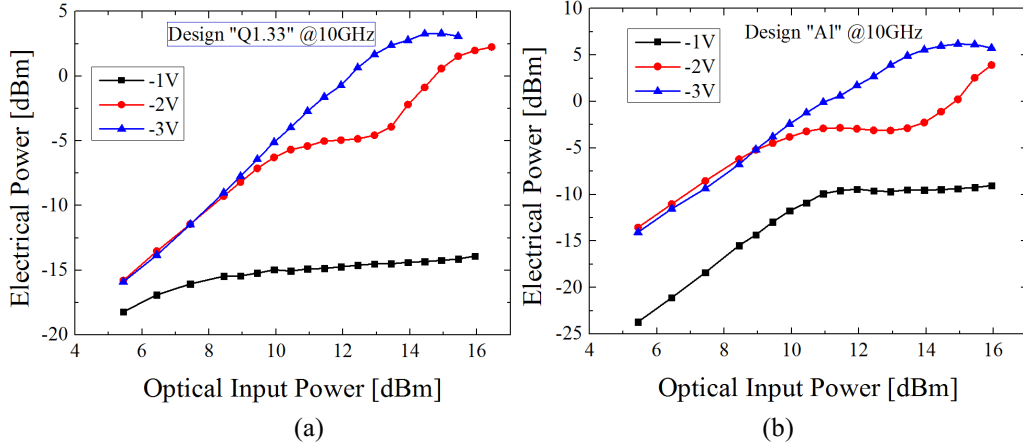 (a)
Design "Q1.33" @10GHz
-1V
-2V
-3V
Electrical Power [dBm]
5
0
-5
-10
-15
-20
4
6
8
10
12
14
16
Optical Input Power [dBm]
(a)
(b)
Design "Al" @10GHz
-1V
-2V
-3V
Electrical Power [dBm]
10
5
0
-5
-10
-15
-20
-25
4
6
8
10
12
14
16
Optical Input Power [dBm]
(b)